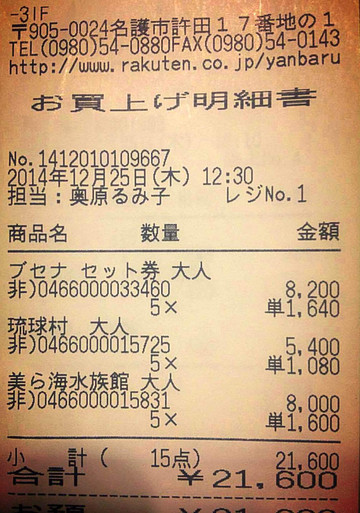 -3IF
〒905-0024名護市許田17番地の1
TEL(0980)54-0880FAX(0980)54-0143
http://www.rakuten.co.jp/yanbaru
お買上げ明細書
No.1412010109667
2014年12月25日(木) 12:30
担当:奥原るみ子 レジNo.1
商品名 数量 金額
ブセナ セット券 大人
非)0466000033460 8,200
5× 単1,640
琉球村 大人
非)0466000015725 5,400
5× 単1,080
美ら海水族館 大人
非)0466000015831 8,000
5× 単1,600
小 計( 15点) 21,600
合計 ¥21,600